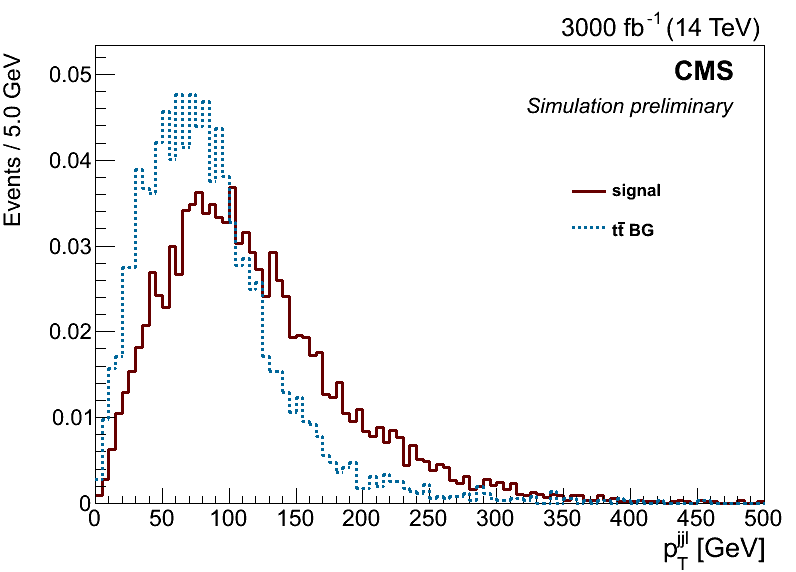 3000 fb⁻¹ (14 TeV)
CMS
Simulation preliminary
signal
tt̄ BG
Events / 5.0 GeV
0.05
0.04
0.03
0.02
0.01
0
0 50 100 150 200 250 300 350 400 450 500
p_T^jjl [GeV]